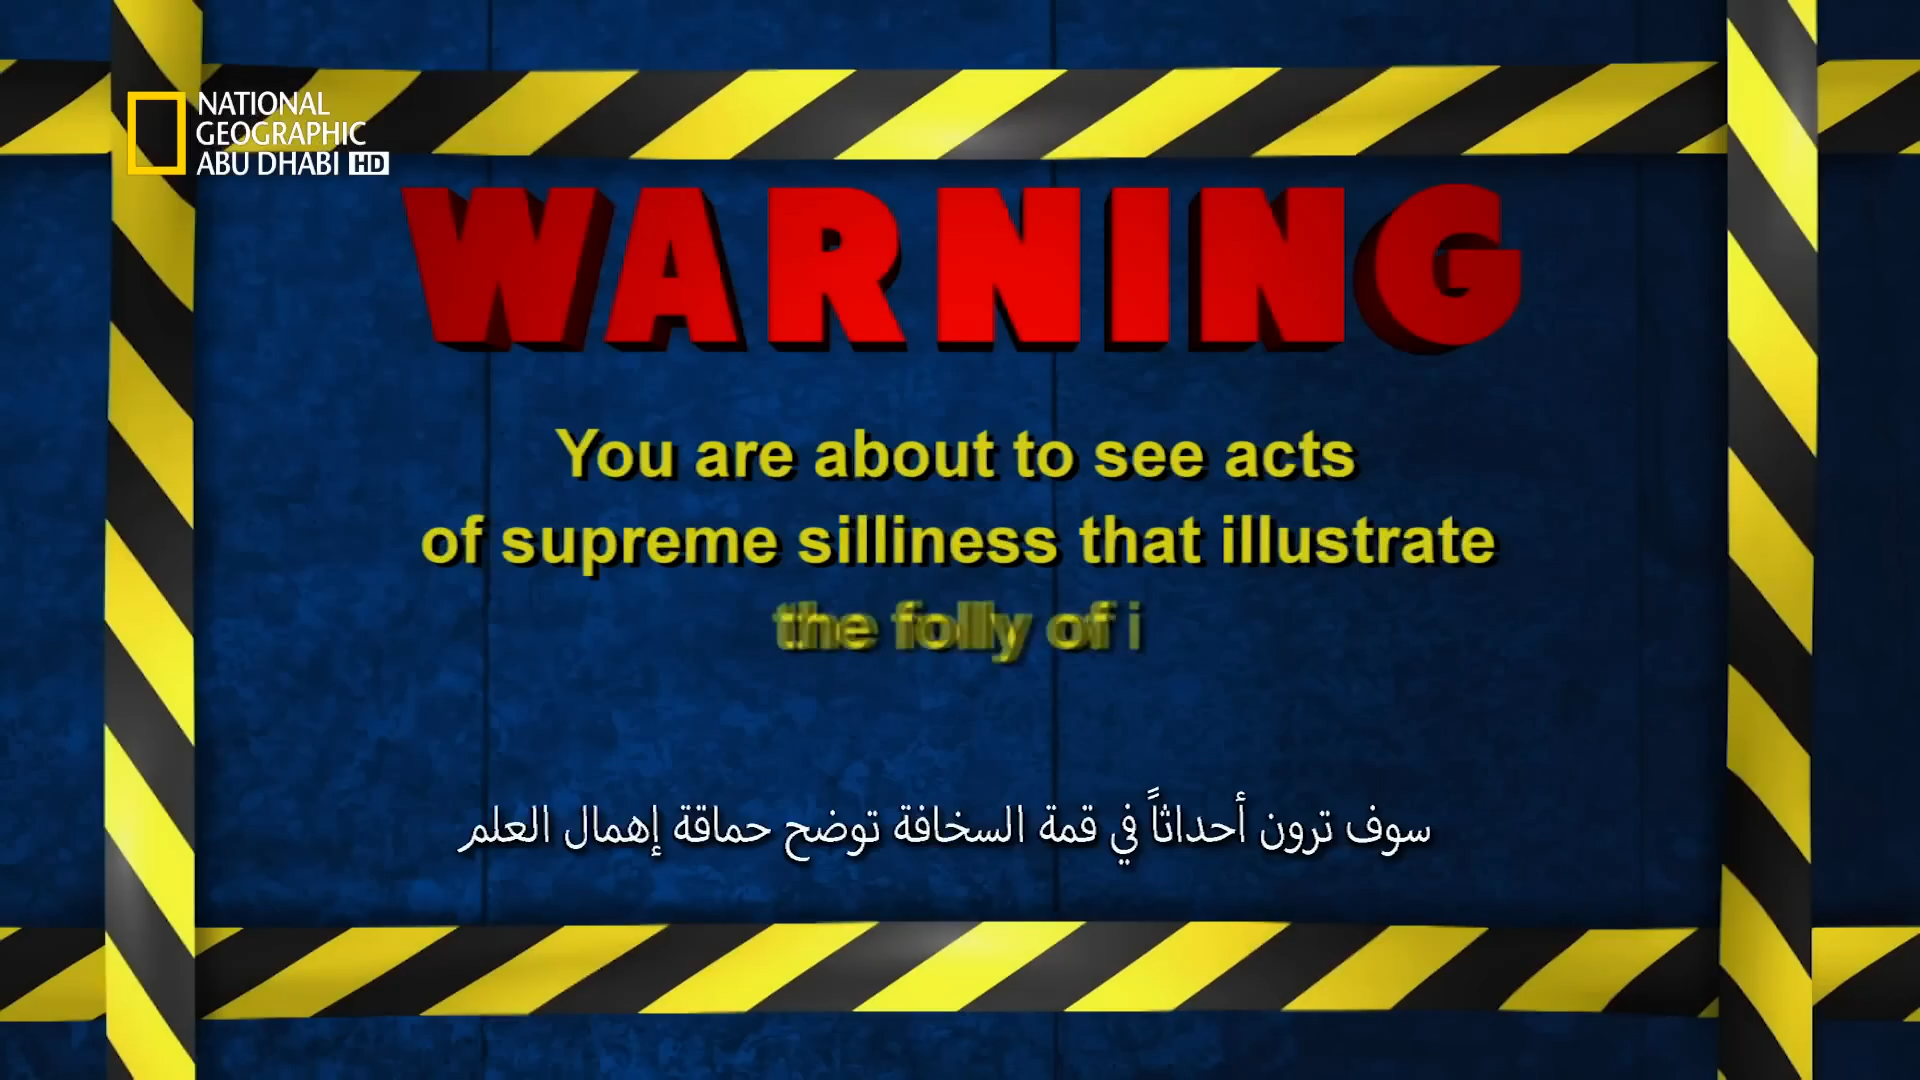 NATIONAL
GEOGRAPHIC
ABU DHABI HD
WARNING
You are about to see acts
of supreme silliness that illustrate
the folly of i
سوف ترون أحداثاً في قمة السخافة توضح حماقة إهمال العلم